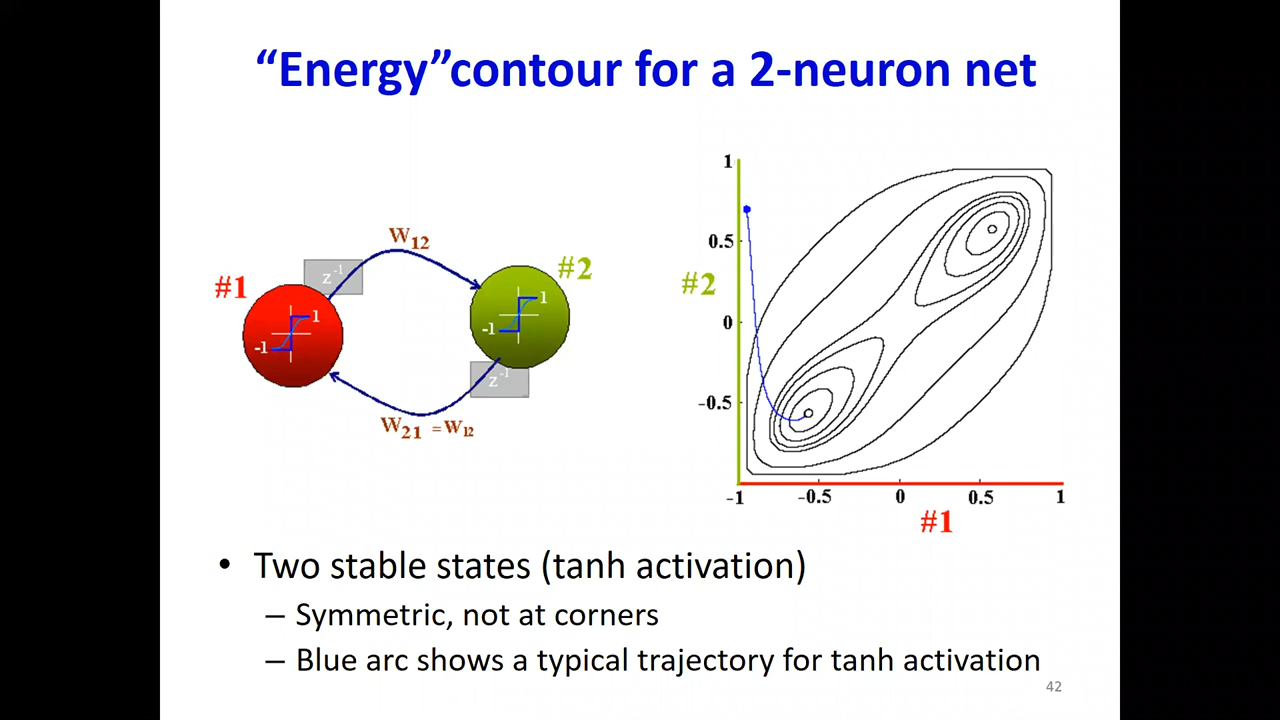 “Energy”contour for a 2-neuron net
W12
#1
z-1
#2
1
-1
1
-1
z-1
W21 =W12
1
0.5
#2
0
-0.5
-1 -0.5 0 0.5 1
#1
• Two stable states (tanh activation)
– Symmetric, not at corners
– Blue arc shows a typical trajectory for tanh activation
42